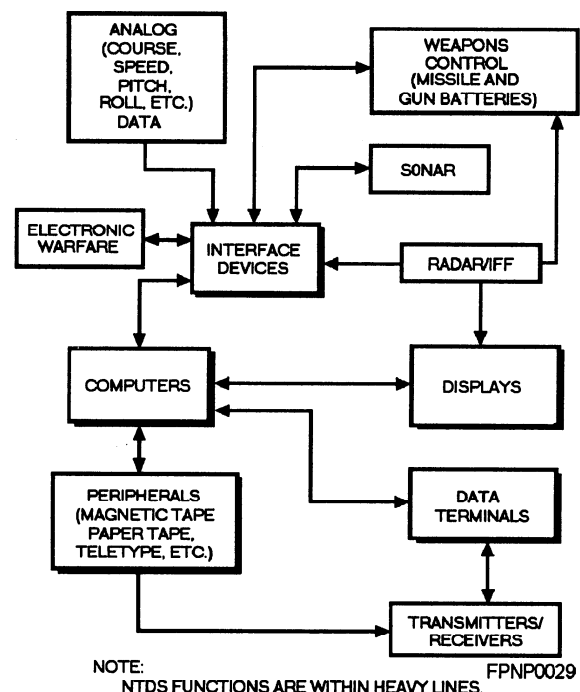 ANALOG
(COURSE,
SPEED,
PITCH,
ROLL, ETC.)
DATA
WEAPONS
CONTROL
(MISSILE AND
GUN BATTERIES)
SONAR
ELECTRONIC
WARFARE
INTERFACE
DEVICES
RADAR/IFF
COMPUTERS
DISPLAYS
PERIPHERALS
(MAGNETIC TAPE
PAPER TAPE,
TELETYPE, ETC.)
DATA
TERMINALS
TRANSMITTERS/
RECEIVERS
NOTE:
FPNP0029
NTDS FUNCTIONS ARE WITHIN HEAVY LINES